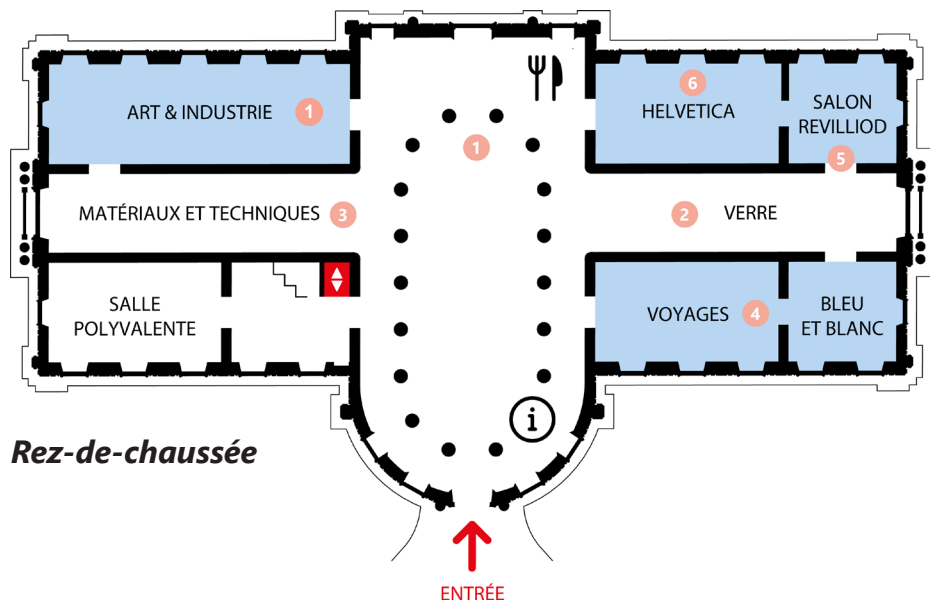 ART & INDUSTRIE
1
1
6
HELVETICA
SALON
REVILLIOD
5
MATÉRIAUX ET TECHNIQUES
3
2
VERRE
SALLE
POLYVALENTE
VOYAGES
4
BLEU
ET BLANC
i
Rez-de-chaussée
ENTRÉE